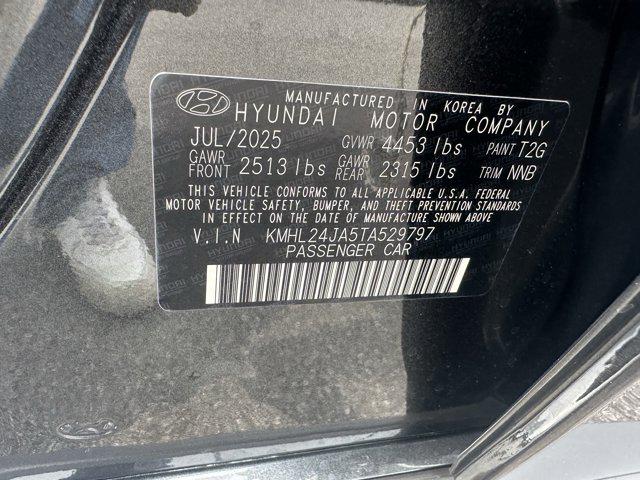 MANUFACTURED IN KOREA BY
HYUNDAI MOTOR COMPANY
JUL/2025 GVWR 4453 lbs PAINT T2G
GAWR FRONT 2513 lbs GAWR REAR 2315 lbs TRIM NNB
THIS VEHICLE CONFORMS TO ALL APPLICABLE U.S.A. FEDERAL
MOTOR VEHICLE SAFETY, BUMPER, AND THEFT PREVENTION STANDARDS
IN EFFECT ON THE DATE OF MANUFACTURE SHOWN ABOVE
V.I.N KMHL24JA5TA529797
PASSENGER CAR